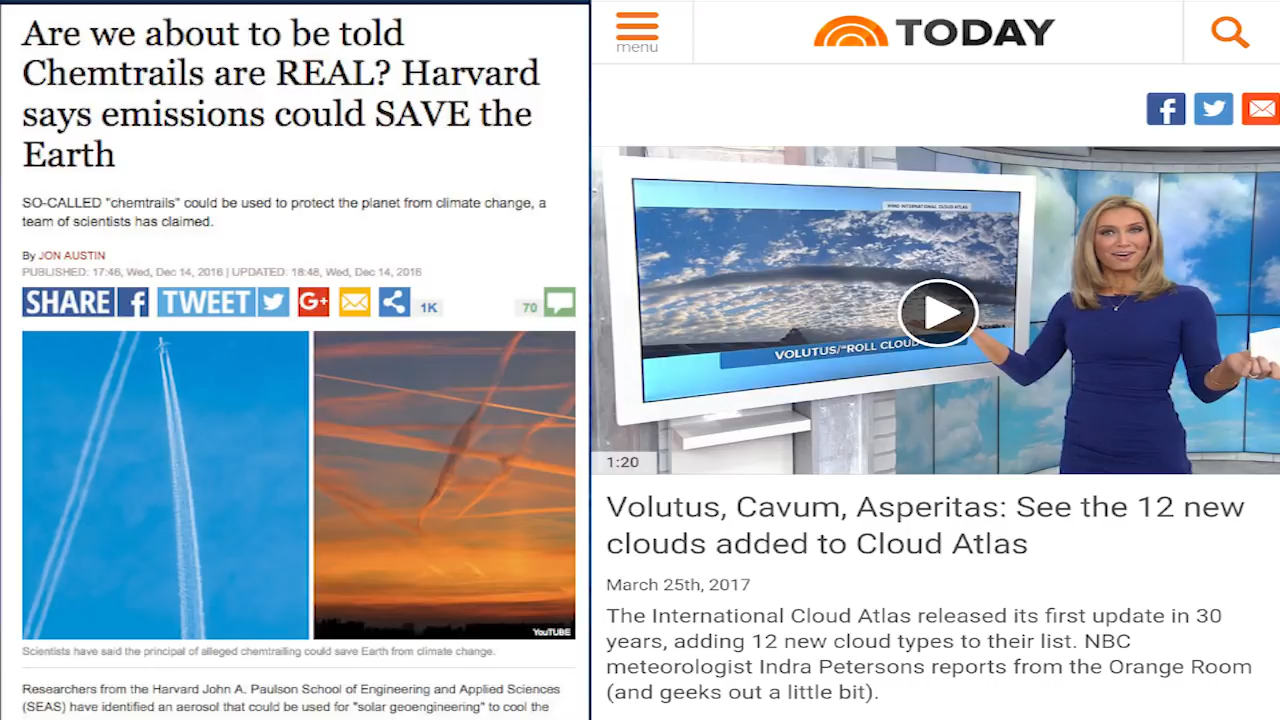 Are we about to be told
Chemtrails are REAL? Harvard
says emissions could SAVE the
Earth
SO-CALLED "chemtrails" could be used to protect the planet from climate change, a
team of scientists has claimed.
By JON AUSTIN
PUBLISHED: 17:46, Wed, Dec 14, 2016 | UPDATED: 18:48, Wed, Dec 14, 2016
SHARE f TWEET G+ 1K 70
YouTUBE
Scientists have said the principal of alleged chemtrailing could save Earth from climate change.
Researchers from the Harvard John A. Paulson School of Engineering and Applied Sciences
(SEAS) have identified an aerosol that could be used for "solar geoengineering" to cool the
menu
TODAY
f
WMO INTERNATIONAL CLOUD ATLAS
VOLUTUS/"ROLL CLOUD
1:20
Volutus, Cavum, Asperitas: See the 12 new
clouds added to Cloud Atlas
March 25th, 2017
The International Cloud Atlas released its first update in 30
years, adding 12 new cloud types to their list. NBC
meteorologist Indra Petersons reports from the Orange Room
(and geeks out a little bit).